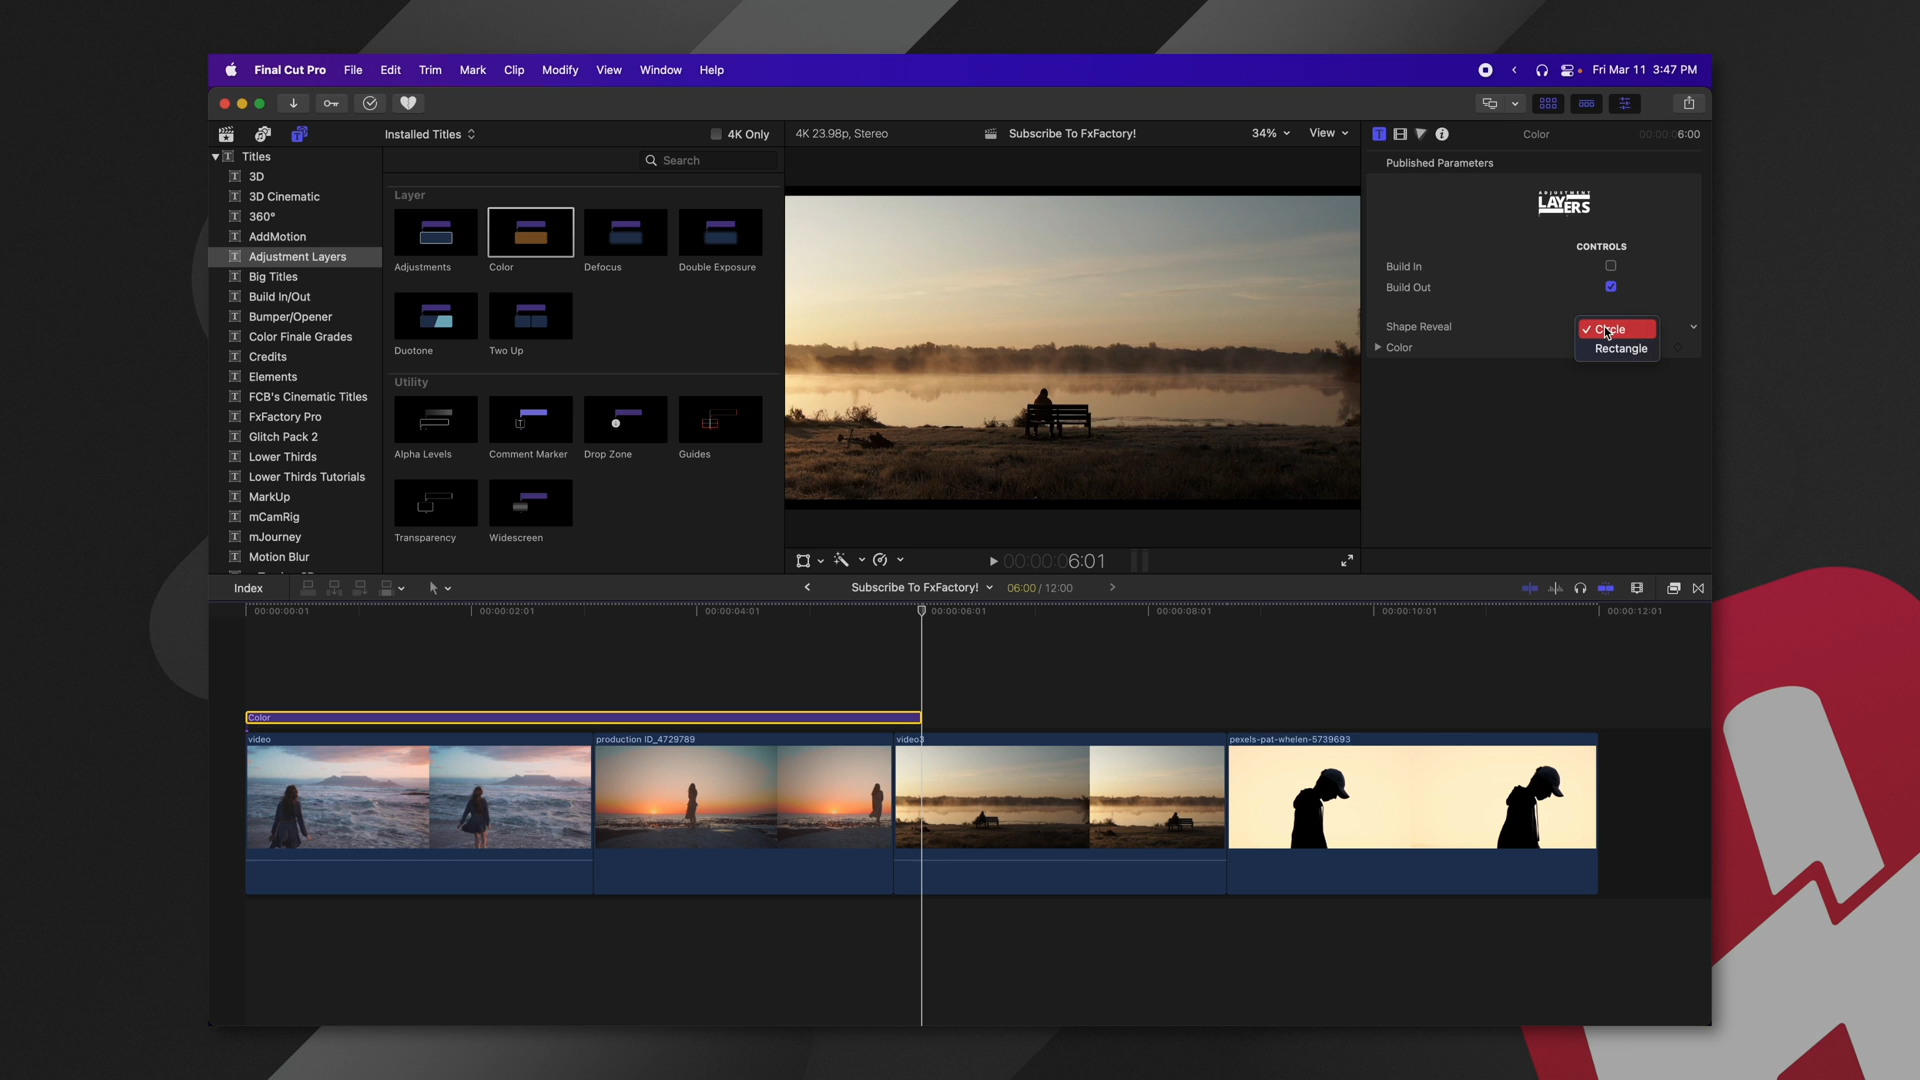 Final Cut Pro File Edit Trim Mark Clip Modify View Window Help
Fri Mar 11 3:47 PM
Installed Titles
4K Only
4K 23.98p, Stereo
Subscribe To FxFactory!
34%
View
Color
00:00:06:00
Titles
3D
3D Cinematic
360°
AddMotion
Adjustment Layers
Big Titles
Build In/Out
Bumper/Opener
Color Finale Grades
Credits
Elements
FCB's Cinematic Titles
FxFactory Pro
Glitch Pack 2
Lower Thirds
Lower Thirds Tutorials
MarkUp
mCamRig
mJourney
Motion Blur
Search
Layer
Adjustments
Color
Defocus
Double Exposure
Duotone
Two Up
Utility
Alpha Levels
Comment Marker
Drop Zone
Guides
Transparency
Widescreen
00:00:06:01
Published Parameters
ADJUSTMENT
LAYERS
CONTROLS
Build In
Build Out
Shape Reveal
Circle
Rectangle
Color
Index
Subscribe To FxFactory!
06:00 / 12:00
00:00:00:01
00:00:02:01
00:00:04:01
00:00:06:01
00:00:08:01
00:00:10:01
00:00:12:01
Color
video
production ID_4729789
video3
pexels-pat-whelen-5739693